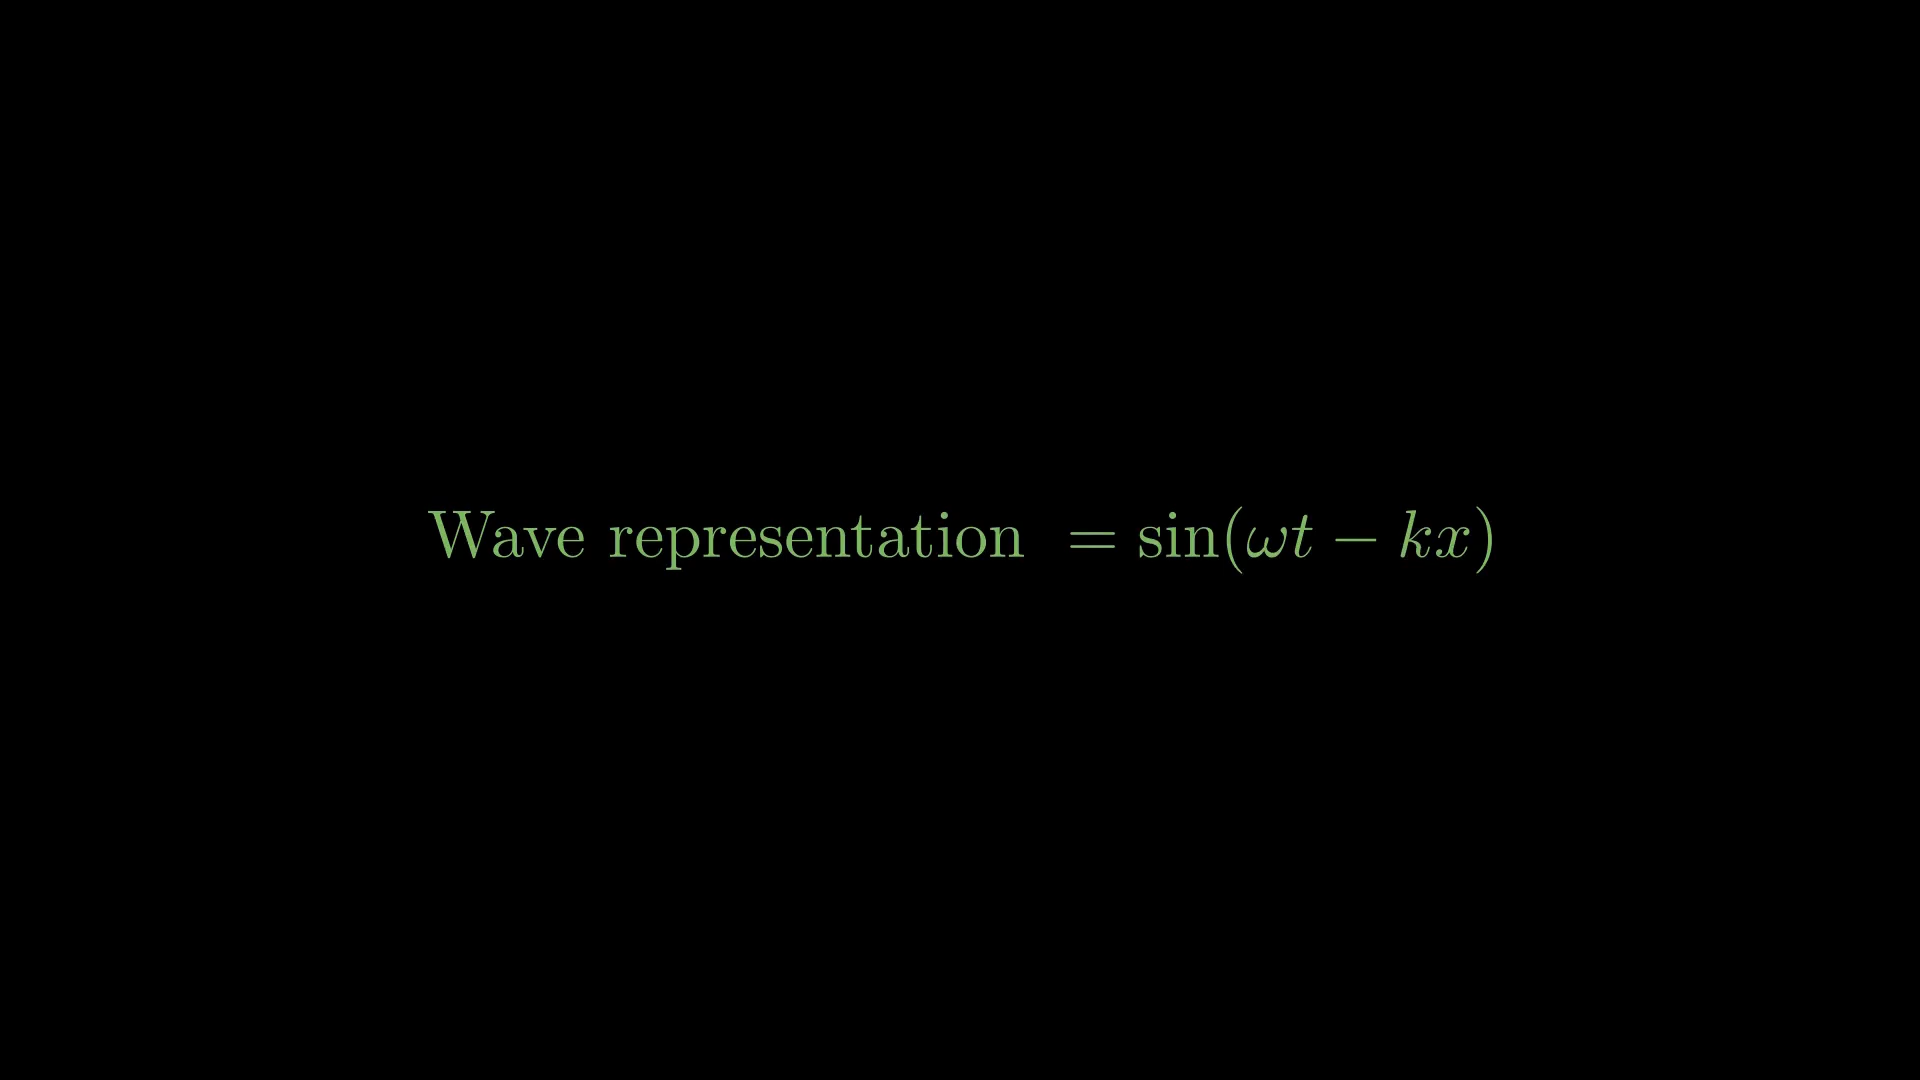 Wave representation = sin(ωt − kx)